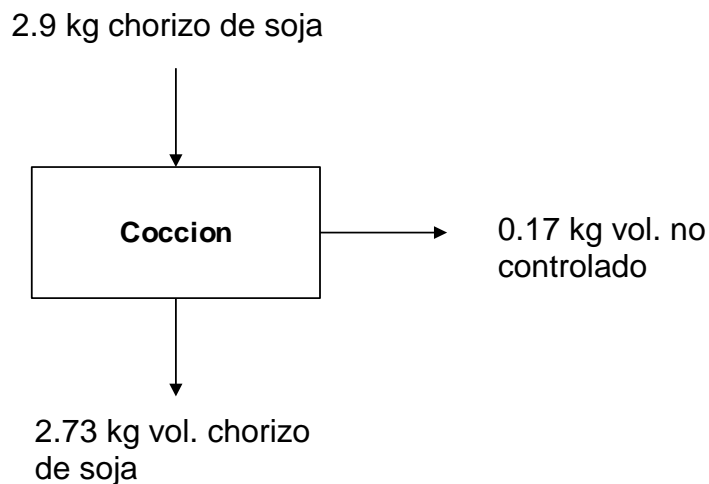 2.9 kg chorizo de soja
Coccion
0.17 kg vol. no
controlado
2.73 kg vol. chorizo
de soja